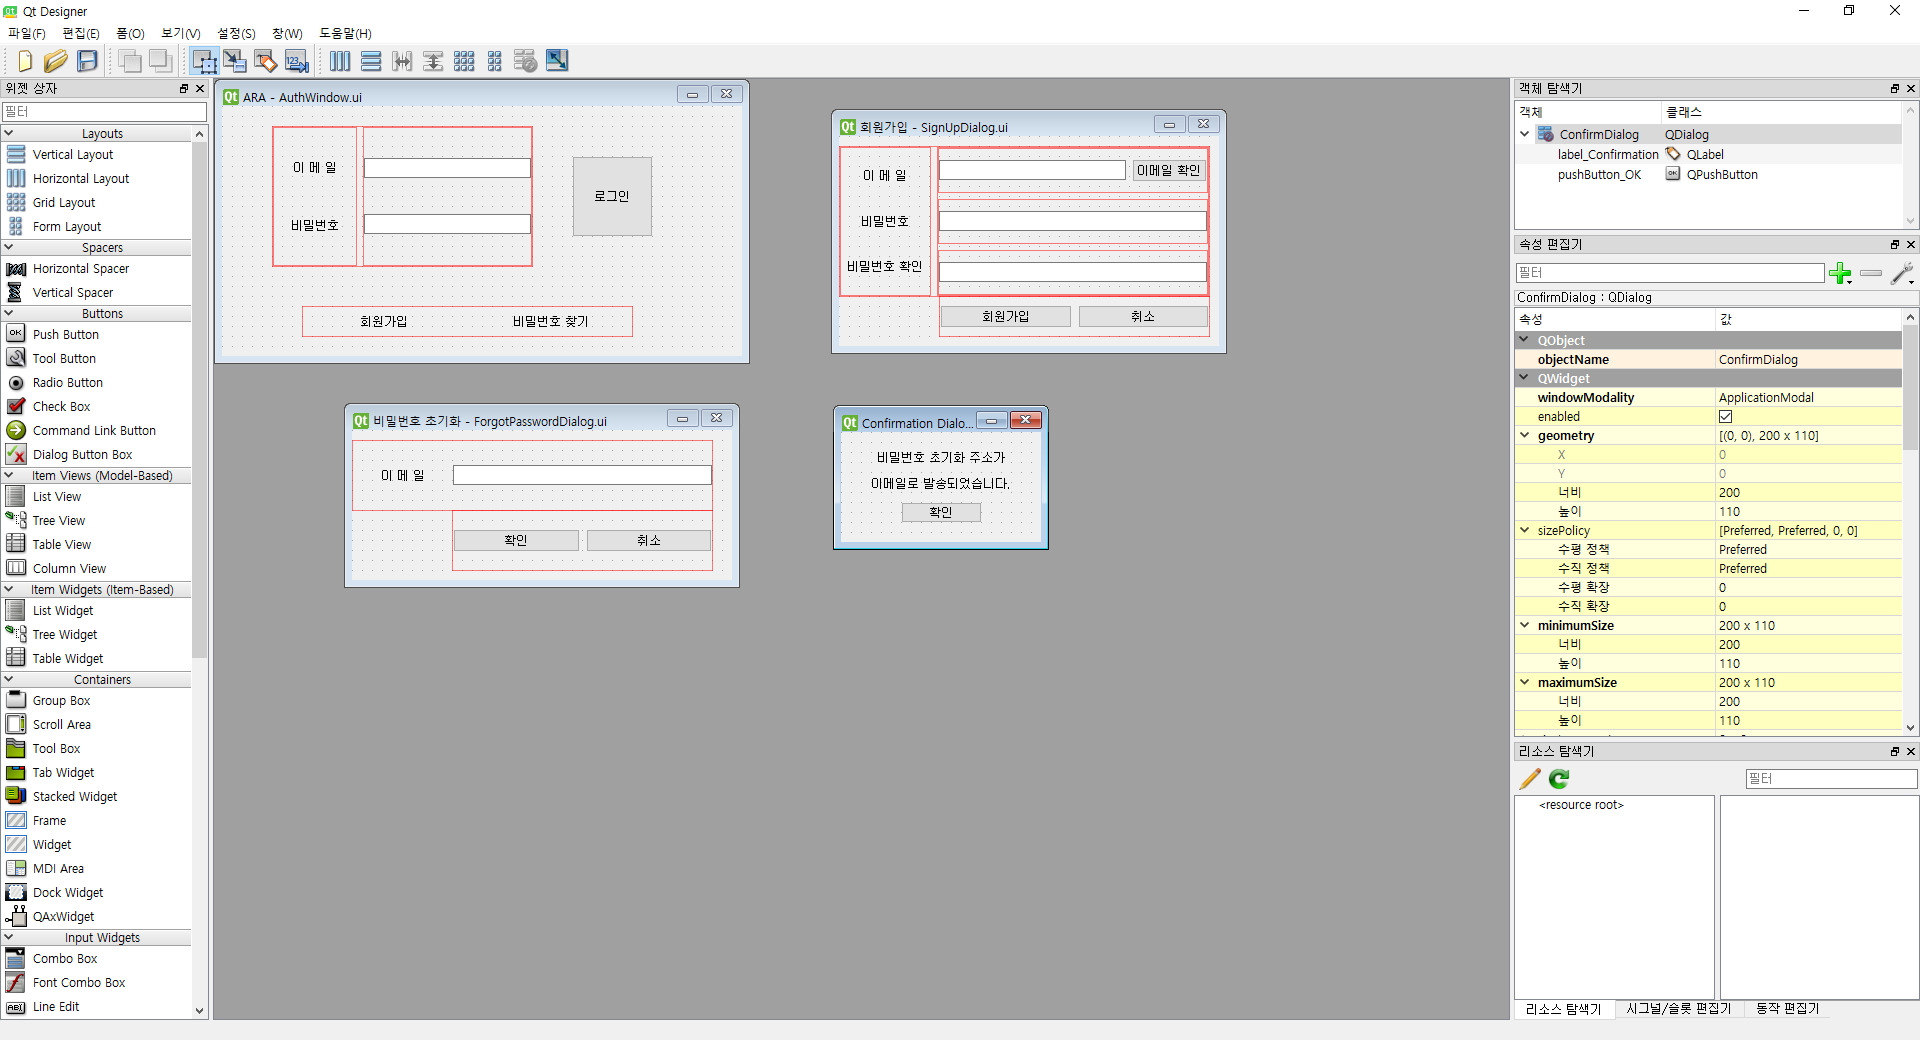 Qt Designer
파일(F) 편집(E) 폼(O) 보기(V) 설정(S) 창(W) 도움말(H)
위젯 상자
필터
Layouts
Vertical Layout
Horizontal Layout
Grid Layout
Form Layout
Spacers
Horizontal Spacer
Vertical Spacer
Buttons
Push Button
Tool Button
Radio Button
Check Box
Command Link Button
Dialog Button Box
Item Views (Model-Based)
List View
Tree View
Table View
Column View
Item Widgets (Item-Based)
List Widget
Tree Widget
Table Widget
Containers
Group Box
Scroll Area
Tool Box
Tab Widget
Stacked Widget
Frame
Widget
MDI Area
Dock Widget
QAxWidget
Input Widgets
Combo Box
Font Combo Box
Line Edit
Qt ARA - AuthWindow.ui
이 메 일
비밀번호
로그인
회원가입 비밀번호 찾기
Qt 회원가입 - SignUpDialog.ui
이 메 일 이메일 확인
비밀번호
비밀번호 확인
회원가입 취소
Qt 비밀번호 초기화 - ForgotPasswordDialog.ui
이 메 일
확인 취소
Qt Confirmation Dialo...
비밀번호 초기화 주소가
이메일로 발송되었습니다.
확인
객체 탐색기
객체 클래스
ConfirmDialog QDialog
label_Confirmation QLabel
pushButton_OK QPushButton
속성 편집기
필터
ConfirmDialog : QDialog
속성 값
QObject
objectName ConfirmDialog
QWidget
windowModality ApplicationModal
enabled
geometry [(0, 0), 200 x 110]
X 0
Y 0
너비 200
높이 110
sizePolicy [Preferred, Preferred, 0, 0]
수평 정책 Preferred
수직 정책 Preferred
수평 확장 0
수직 확장 0
minimumSize 200 x 110
너비 200
높이 110
maximumSize 200 x 110
너비 200
높이 110
리소스 탐색기
필터
<resource root>
리소스 탐색기 시그널/슬롯 편집기 동작 편집기